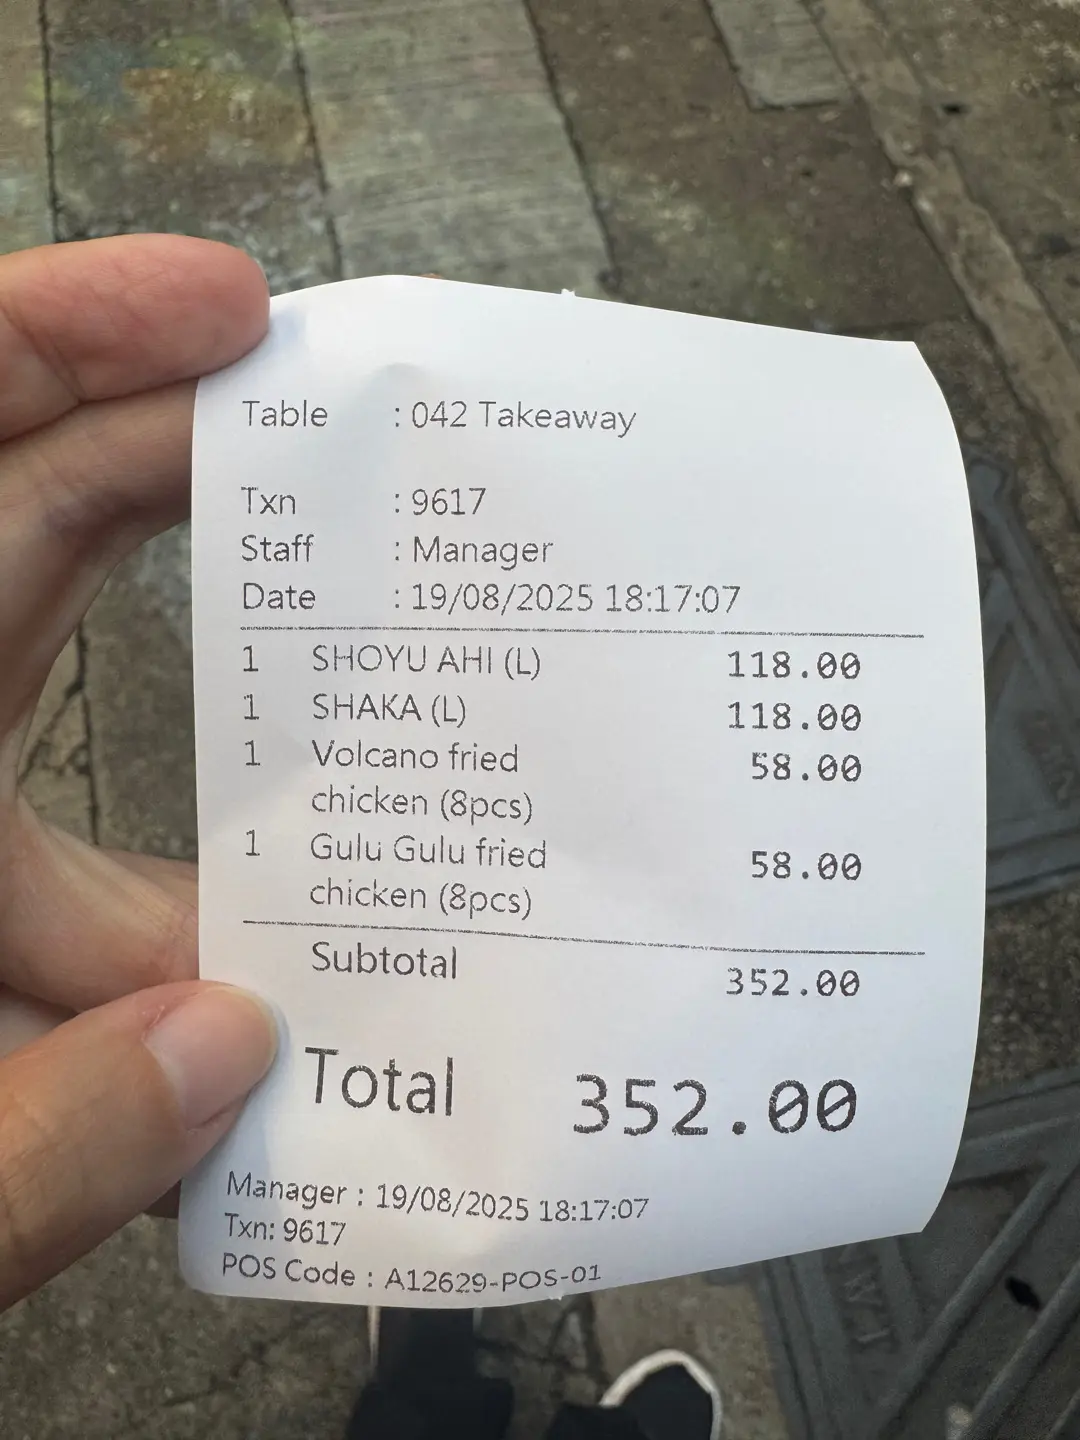 Table : 042 Takeaway
Txn : 9617
Staff : Manager
Date : 19/08/2025 18:17:07
1 SHOYU AHI (L) 118.00
1 SHAKA (L) 118.00
1 Volcano fried 58.00
chicken (8pcs)
1 Gulu Gulu fried 58.00
chicken (8pcs)
Subtotal 352.00
Total 352.00
Manager : 19/08/2025 18:17:07
Txn: 9617
POS Code : A12629-POS-01